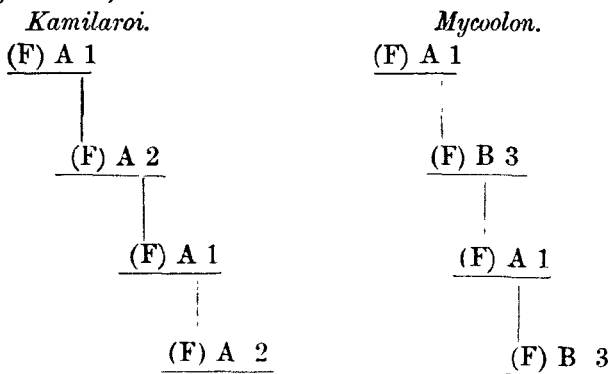 Kamilaroi. Mycoolon.
(F) A 1 (F) A 1
(F) A 2 (F) B 3
(F) A 1 (F) A 1
(F) A 2 (F) B 3